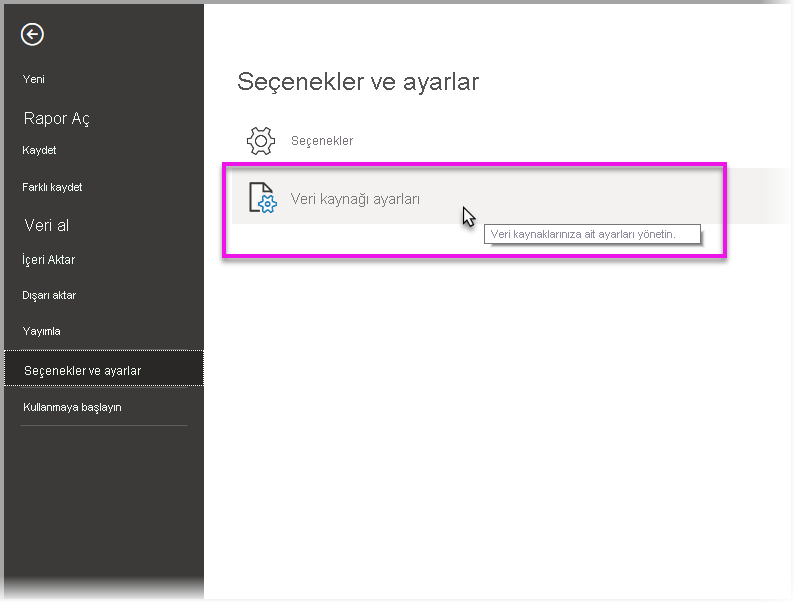 Yeni
Rapor Aç
Kaydet
Farklı kaydet
Veri al
İçeri Aktar
Dışarı aktar
Yayımla
Seçenekler ve ayarlar
Kullanmaya başlayın
Seçenekler ve ayarlar
Seçenekler
Veri kaynağı ayarları
Veri kaynaklarınıza ait ayarları yönetin.